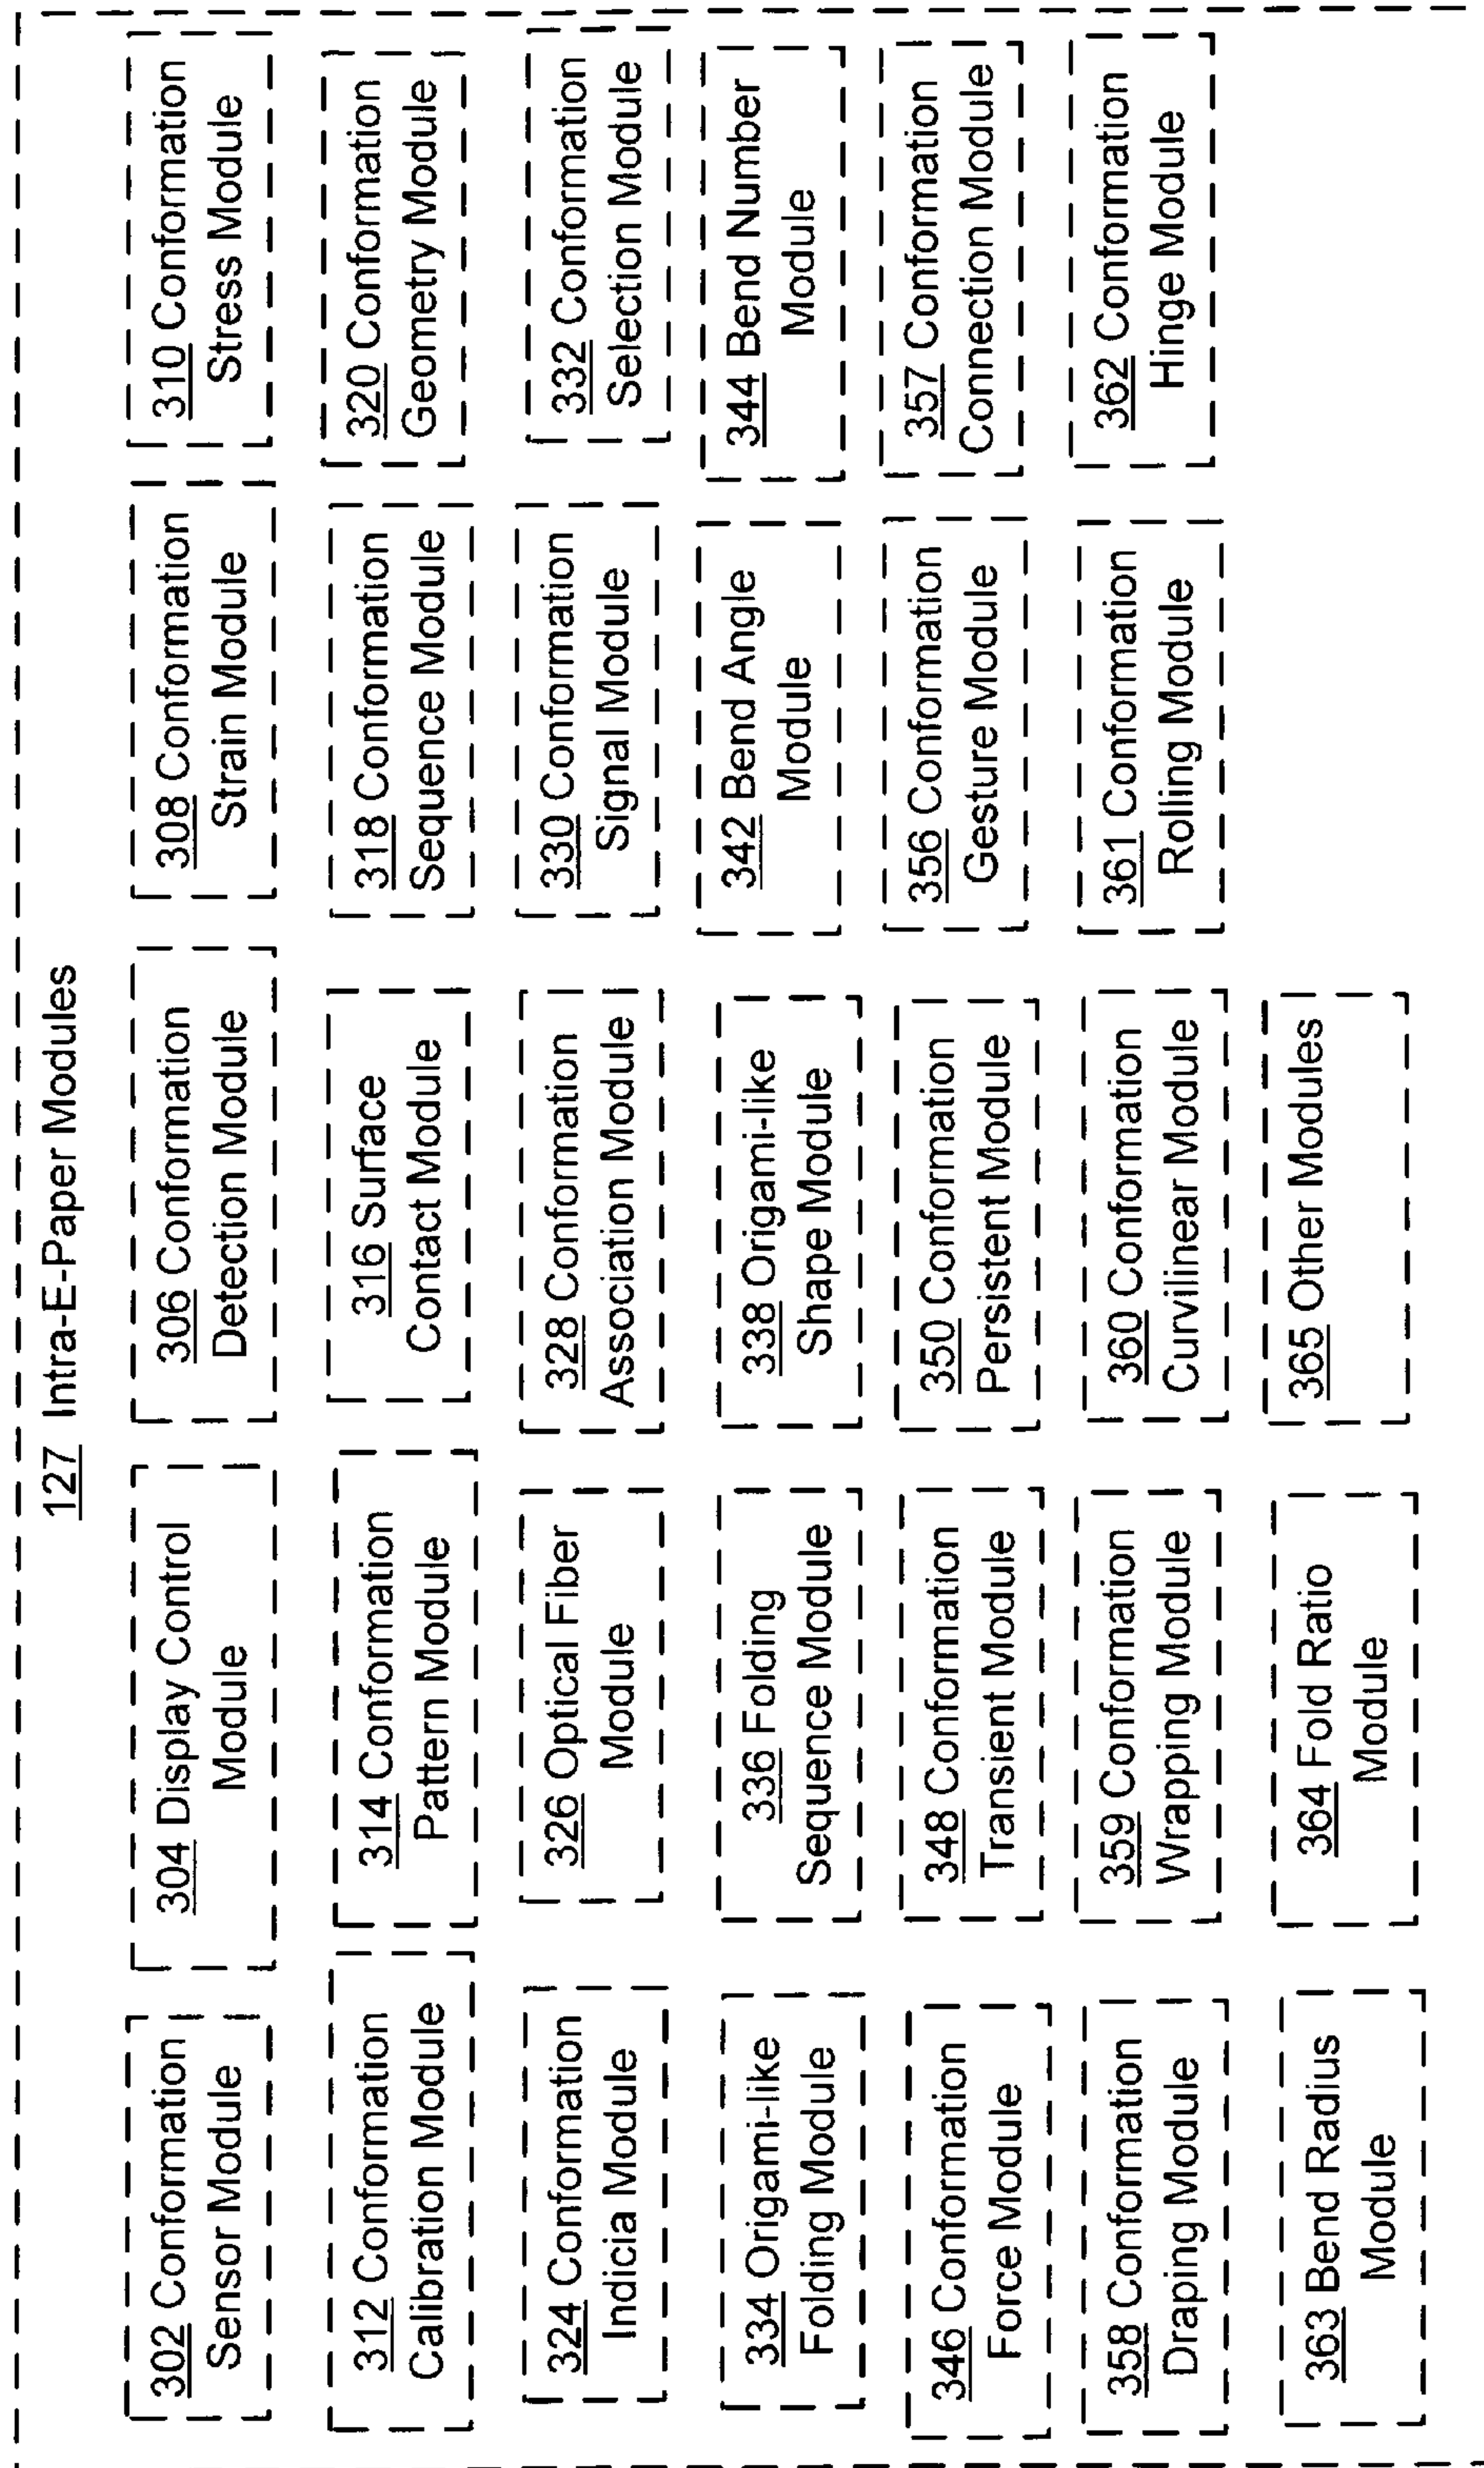 127 Intra-E-Paper Modules
302 Conformation
Sensor Module
304 Display Control
Module
306 Conformation
Detection Module
308 Conformation
Strain Module
310 Conformation
Stress Module
312 Conformation
Calibration Module
314 Conformation
Pattern Module
316 Surface
Contact Module
318 Conformation
Sequence Module
320 Conformation
Geometry Module
324 Conformation
Indicia Module
326 Optical Fiber
Module
328 Conformation
Association Module
330 Conformation
Signal Module
332 Conformation
Selection Module
334 Origami-like
Folding Module
336 Folding
Sequence Module
338 Origami-like
Shape Module
342 Bend Angle
Module
344 Bend Number
Module
346 Conformation
Force Module
348 Conformation
Transient Module
350 Conformation
Persistent Module
356 Conformation
Gesture Module
357 Conformation
Connection Module
358 Conformation
Draping Module
359 Conformation
Wrapping Module
360 Conformation
Curvilinear Module
361 Conformation
Rolling Module
362 Conformation
Hinge Module
363 Bend Radius
Module
364 Fold Ratio
Module
365 Other Modules